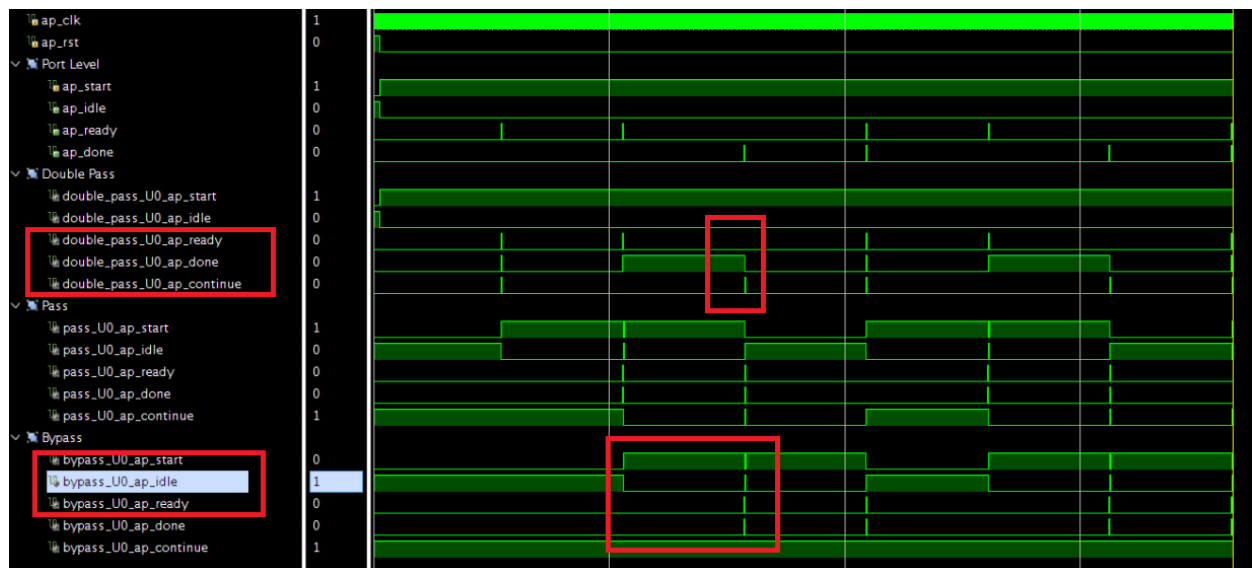 ap_clk 1
ap_rst 0
Port Level
ap_start 1
ap_idle 0
ap_ready 0
ap_done 0
Double Pass
double_pass_U0_ap_start 1
double_pass_U0_ap_idle 0
double_pass_U0_ap_ready 0
double_pass_U0_ap_done 0
double_pass_U0_ap_continue 0
Pass
pass_U0_ap_start 1
pass_U0_ap_idle 0
pass_U0_ap_ready 0
pass_U0_ap_done 0
pass_U0_ap_continue 1
Bypass
bypass_U0_ap_start 0
bypass_U0_ap_idle 1
bypass_U0_ap_ready 0
bypass_U0_ap_done 0
bypass_U0_ap_continue 1